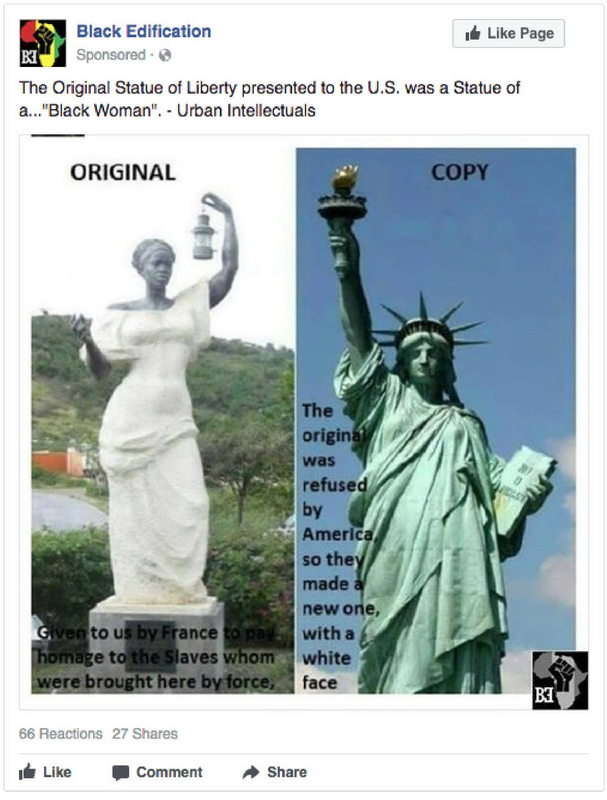 Black Edification
Sponsored ·
Like Page
The Original Statue of Liberty presented to the U.S. was a Statue of
a..."Black Woman". - Urban Intellectuals
ORIGINAL
Given to us by France to pay
homage to the Slaves whom
were brought here by force,
COPY
The
original
was
refused
by
America,
so they
made a
new one,
with a
white
face
BE
BE
66 Reactions 27 Shares
Like Comment Share